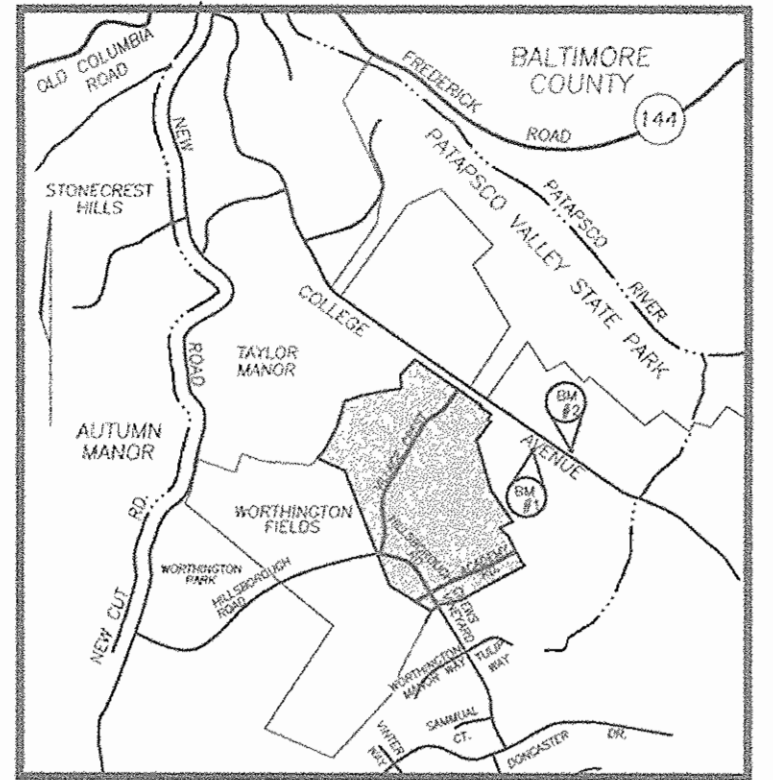 BALTIMORE
COUNTY
OLD COLUMBIA
ROAD
FREDERICK
ROAD
144
NEW
STONECREST
HILLS
PATAPSCO VALLEY STATE PARK
PATAPSCO
RIVER
COLLEGE
ROAD
TAYLOR
MANOR
BM
#2
AVENUE
BM
#1
AUTUMN
MANOR
RD.
WORTHINGTON
FIELDS
WORTHINGTON
PARK
HILLSBOROUGH
ROAD
HILLSBOROUGH
ACADEMY
NEW CUT
VINEYARD
WORTHINGTON
MANOR WAY
TULIP
WAY
SAMMUAL
CT.
VINTER
WAY
DONCASTER DR.